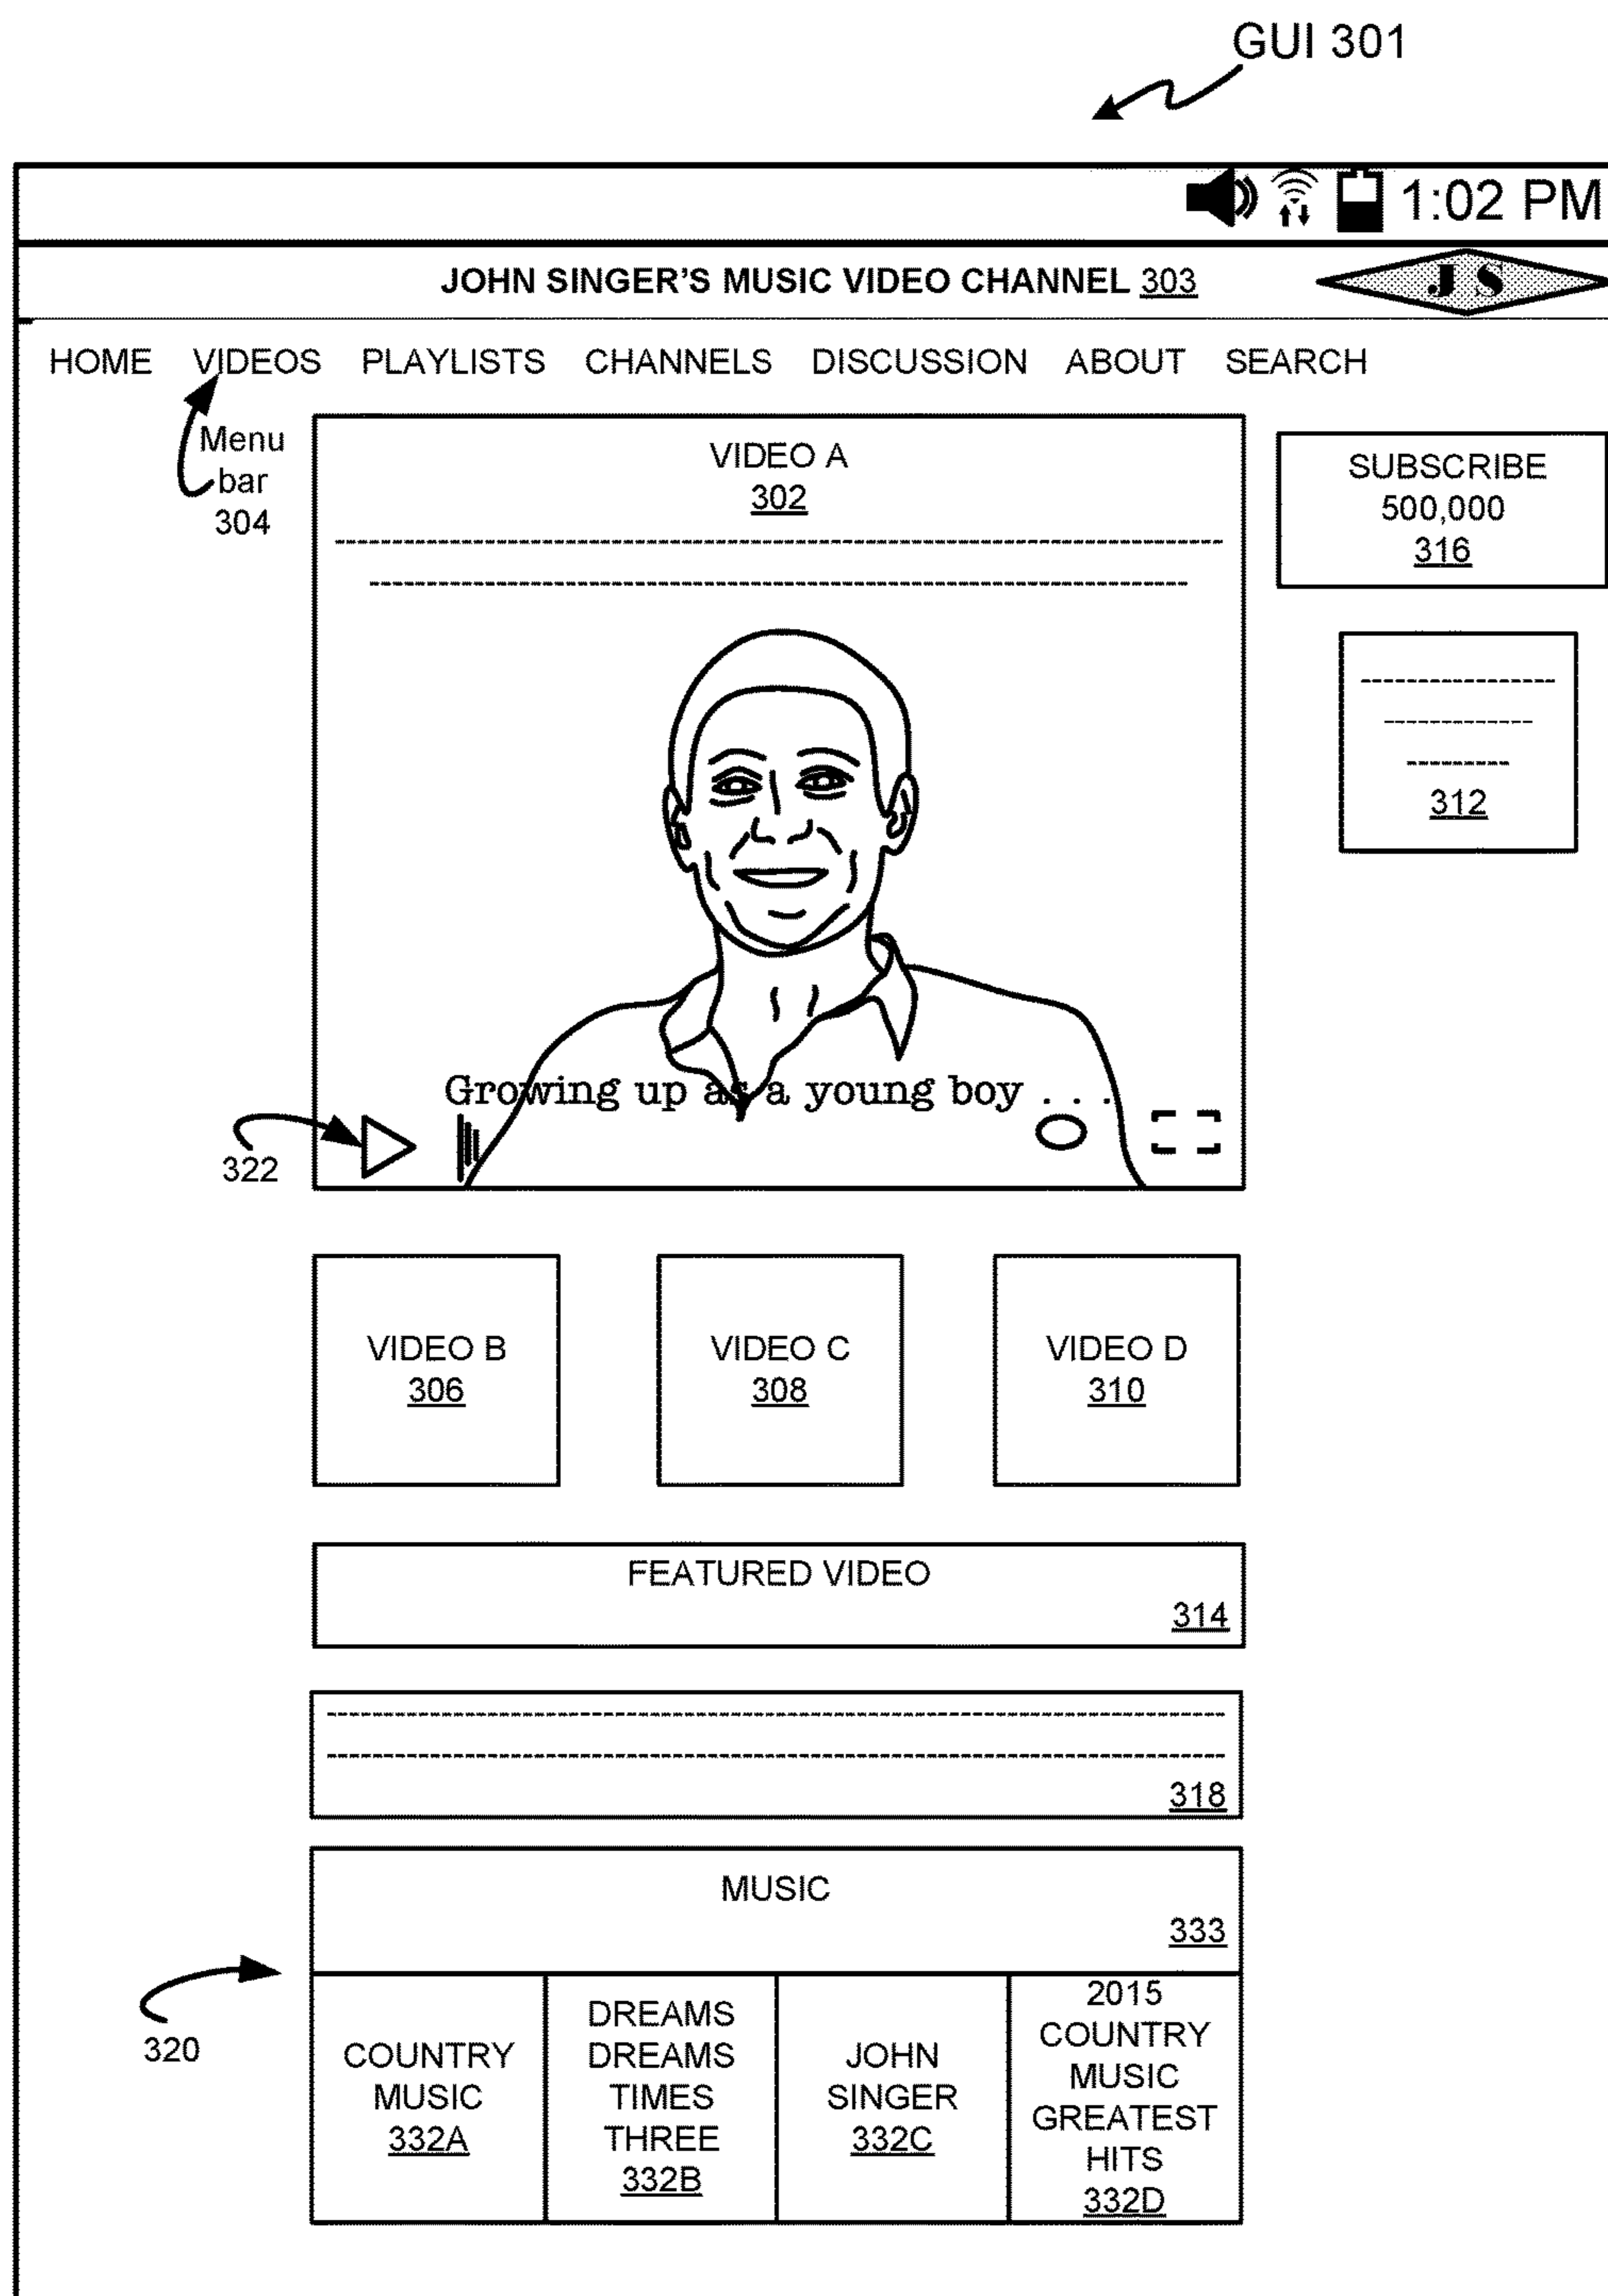 GUI 301
1:02 PM
JOHN SINGER'S MUSIC VIDEO CHANNEL 303
J S
HOME VIDEOS PLAYLISTS CHANNELS DISCUSSION ABOUT SEARCH
Menu
bar
304
VIDEO A
302
SUBSCRIBE
500,000
316
312
Growing up as a young boy . . .
322
VIDEO B
306
VIDEO C
308
VIDEO D
310
FEATURED VIDEO
314
318
MUSIC
333
320
COUNTRY
MUSIC
332A
DREAMS
DREAMS
TIMES
THREE
332B
JOHN
SINGER
332C
2015
COUNTRY
MUSIC
GREATEST
HITS
332D